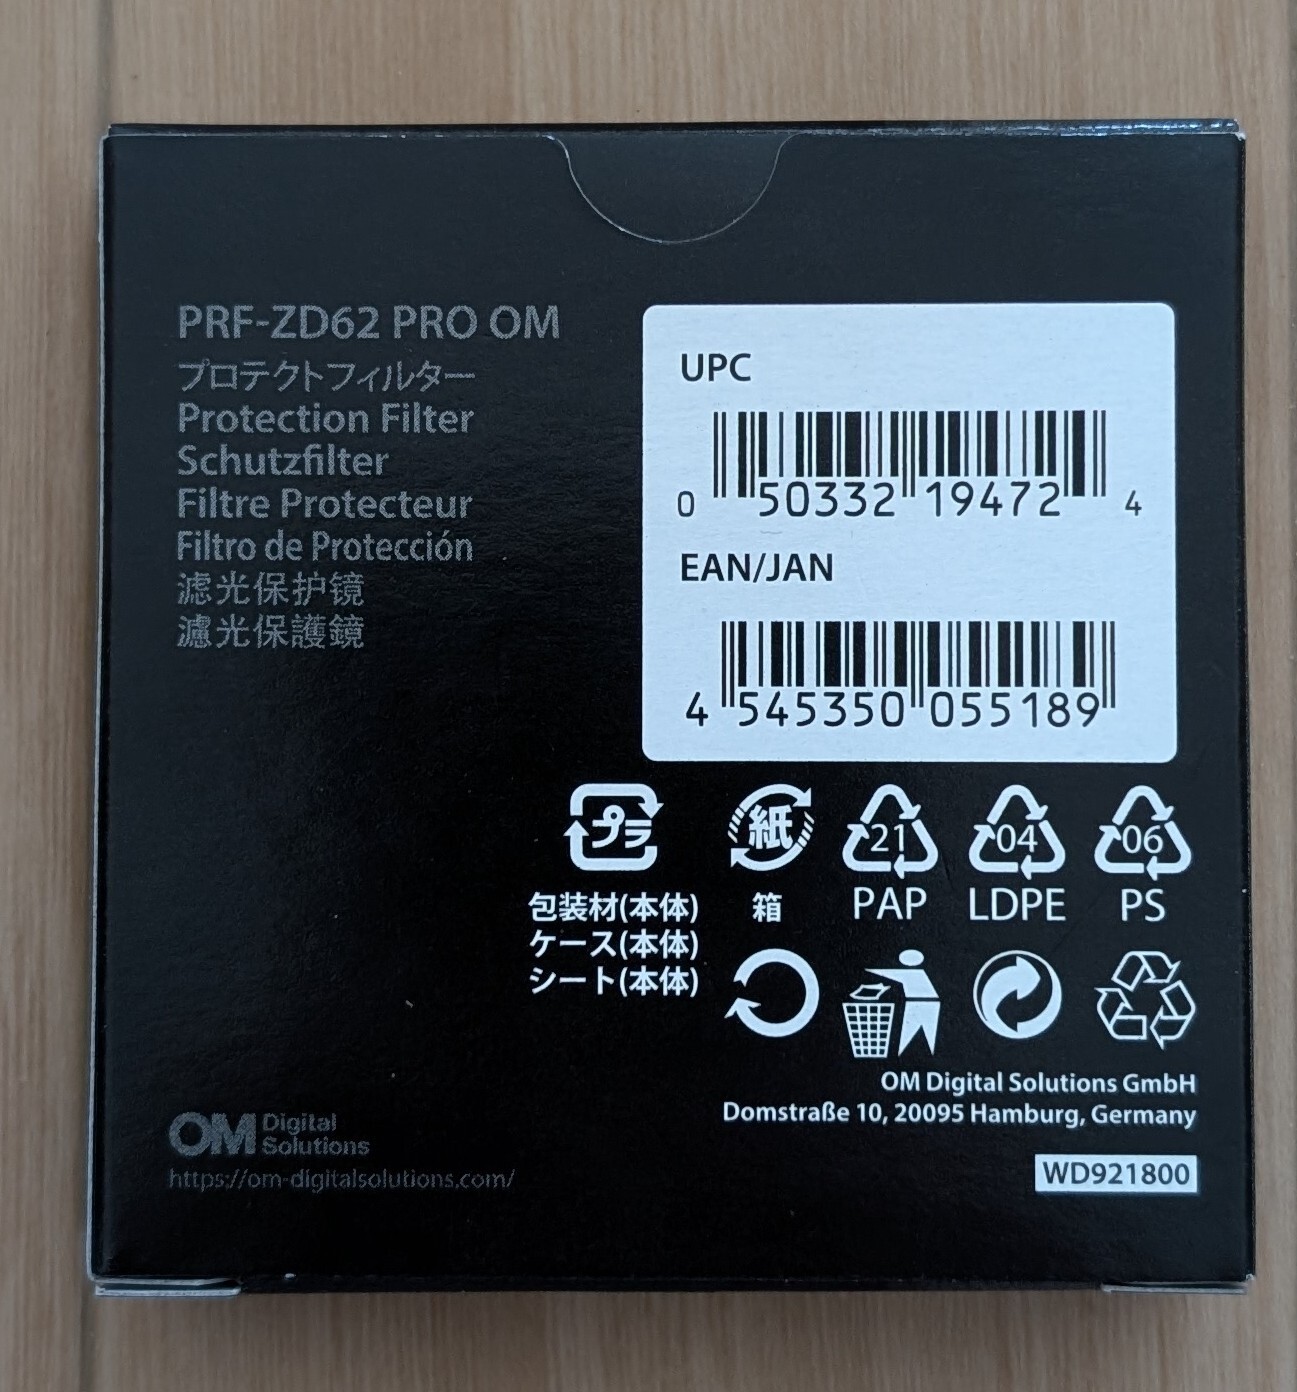 PRF-ZD62 PRO OM
プロテクトフィルター
Protection Filter
Schutzfilter
Filtre Protecteur
Filtro de Protección
滤光保护镜
濾光保護鏡
UPC
0 50332 19472 4
EAN/JAN
4 545350 055189
プラ
包装材(本体)
ケース(本体)
シート(本体)
紙
箱
21
PAP
04
LDPE
06
PS
OM Digital Solutions GmbH
Domstraße 10, 20095 Hamburg, Germany
WD921800
OM Digital
Solutions
https://om-digitalsolutions.com/